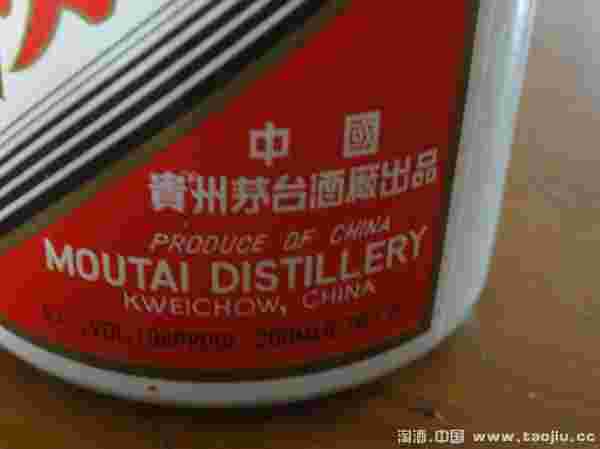 中國
貴州茅台酒廠出品
PRODUCE OF CHINA
MOUTAI DISTILLERY
KWEICHOW, CHINA
淘酒.中国 www.taojiu.cc